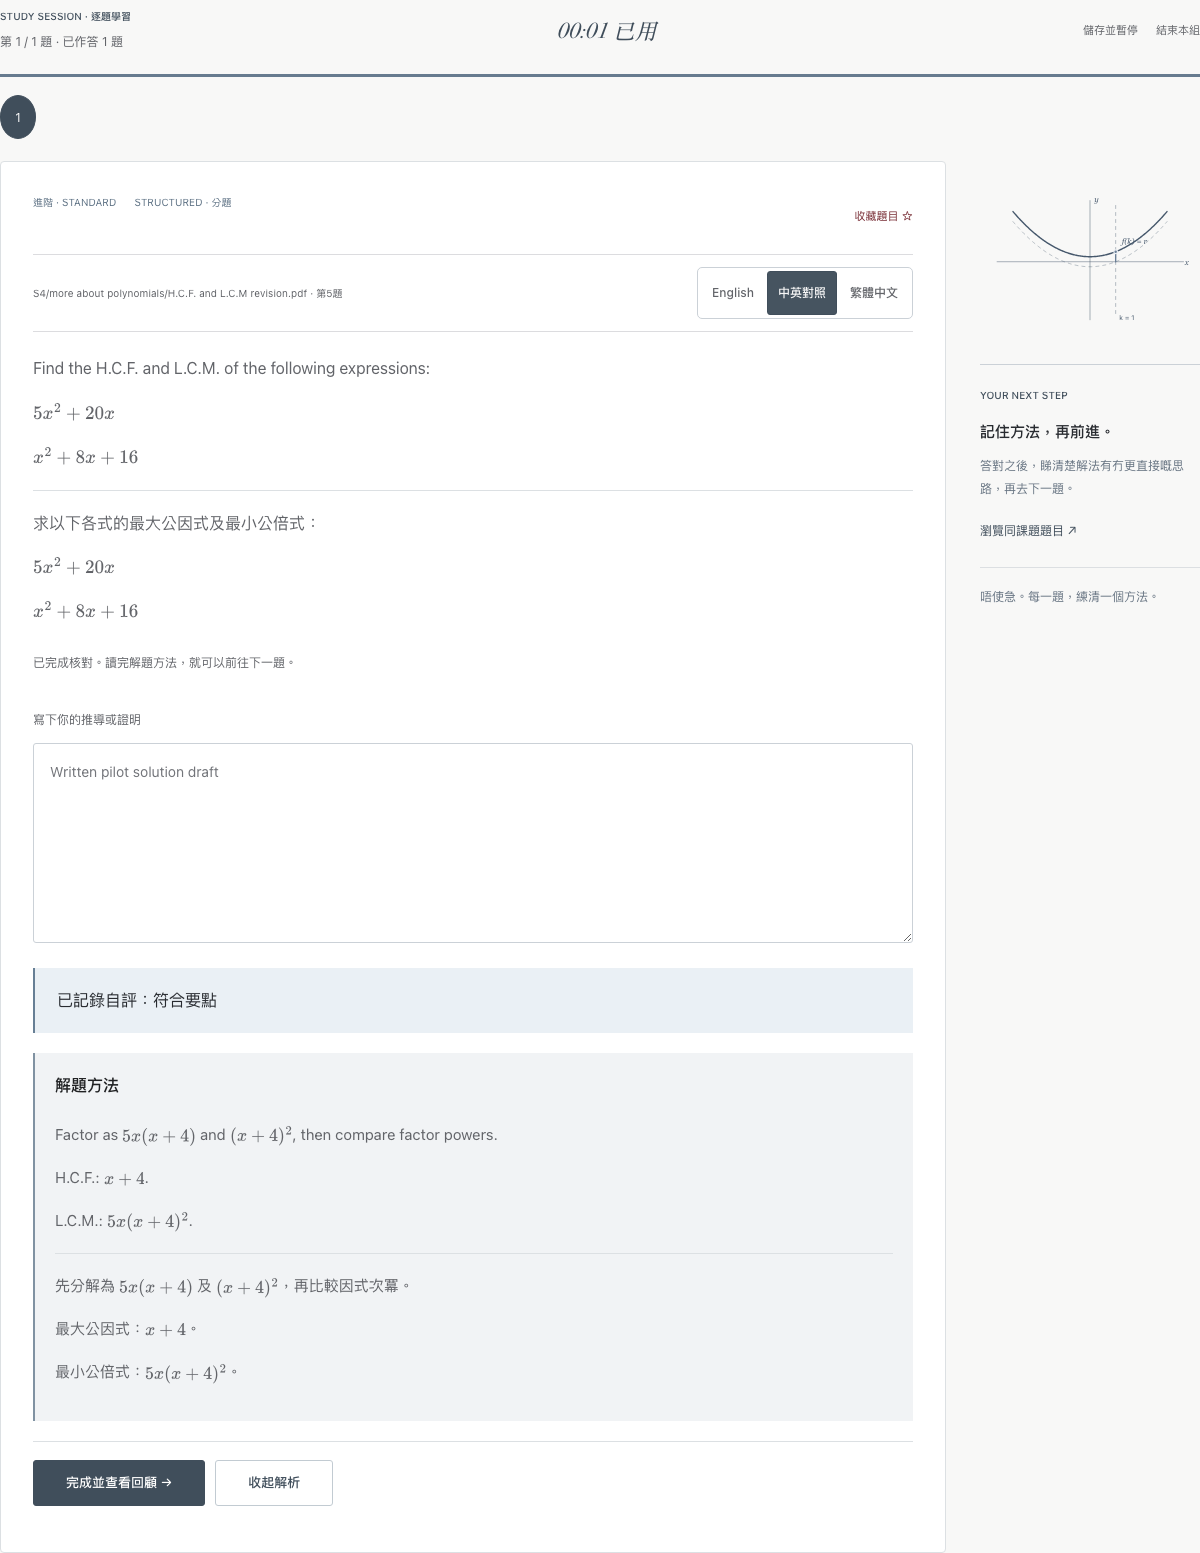 STUDY SESSION · 逐題學習
第 1 / 1 題 · 已作答 1 題
00:01 已用
儲存並暫停 結束本組
1
進階 · STANDARD STRUCTURED · 分題
收藏題目 ☆
S4/more about polynomials/H.C.F. and L.C.M revision.pdf · 第5題
English 中英對照 繁體中文
Find the H.C.F. and L.C.M. of the following expressions:
5x² + 20x
x² + 8x + 16
求以下各式的最大公因式及最小公倍式：
5x² + 20x
x² + 8x + 16
已完成核對。讀完解題方法，就可以前往下一題。
寫下你的推導或證明
Written pilot solution draft
已記錄自評：符合要點
解題方法
Factor as 5x(x + 4) and (x + 4)², then compare factor powers.
H.C.F.: x + 4.
L.C.M.: 5x(x + 4)².
先分解為 5x(x + 4) 及 (x + 4)²，再比較因式次冪。
最大公因式：x + 4。
最小公倍式：5x(x + 4)²。
完成並查看回顧 → 收起解析
y
f(k) = r
x
k = 1
YOUR NEXT STEP
記住方法，再前進。
答對之後，睇清楚解法有冇更直接嘅思
路，再去下一題。
瀏覽同課題題目 ↗
唔使急。每一題，練清一個方法。